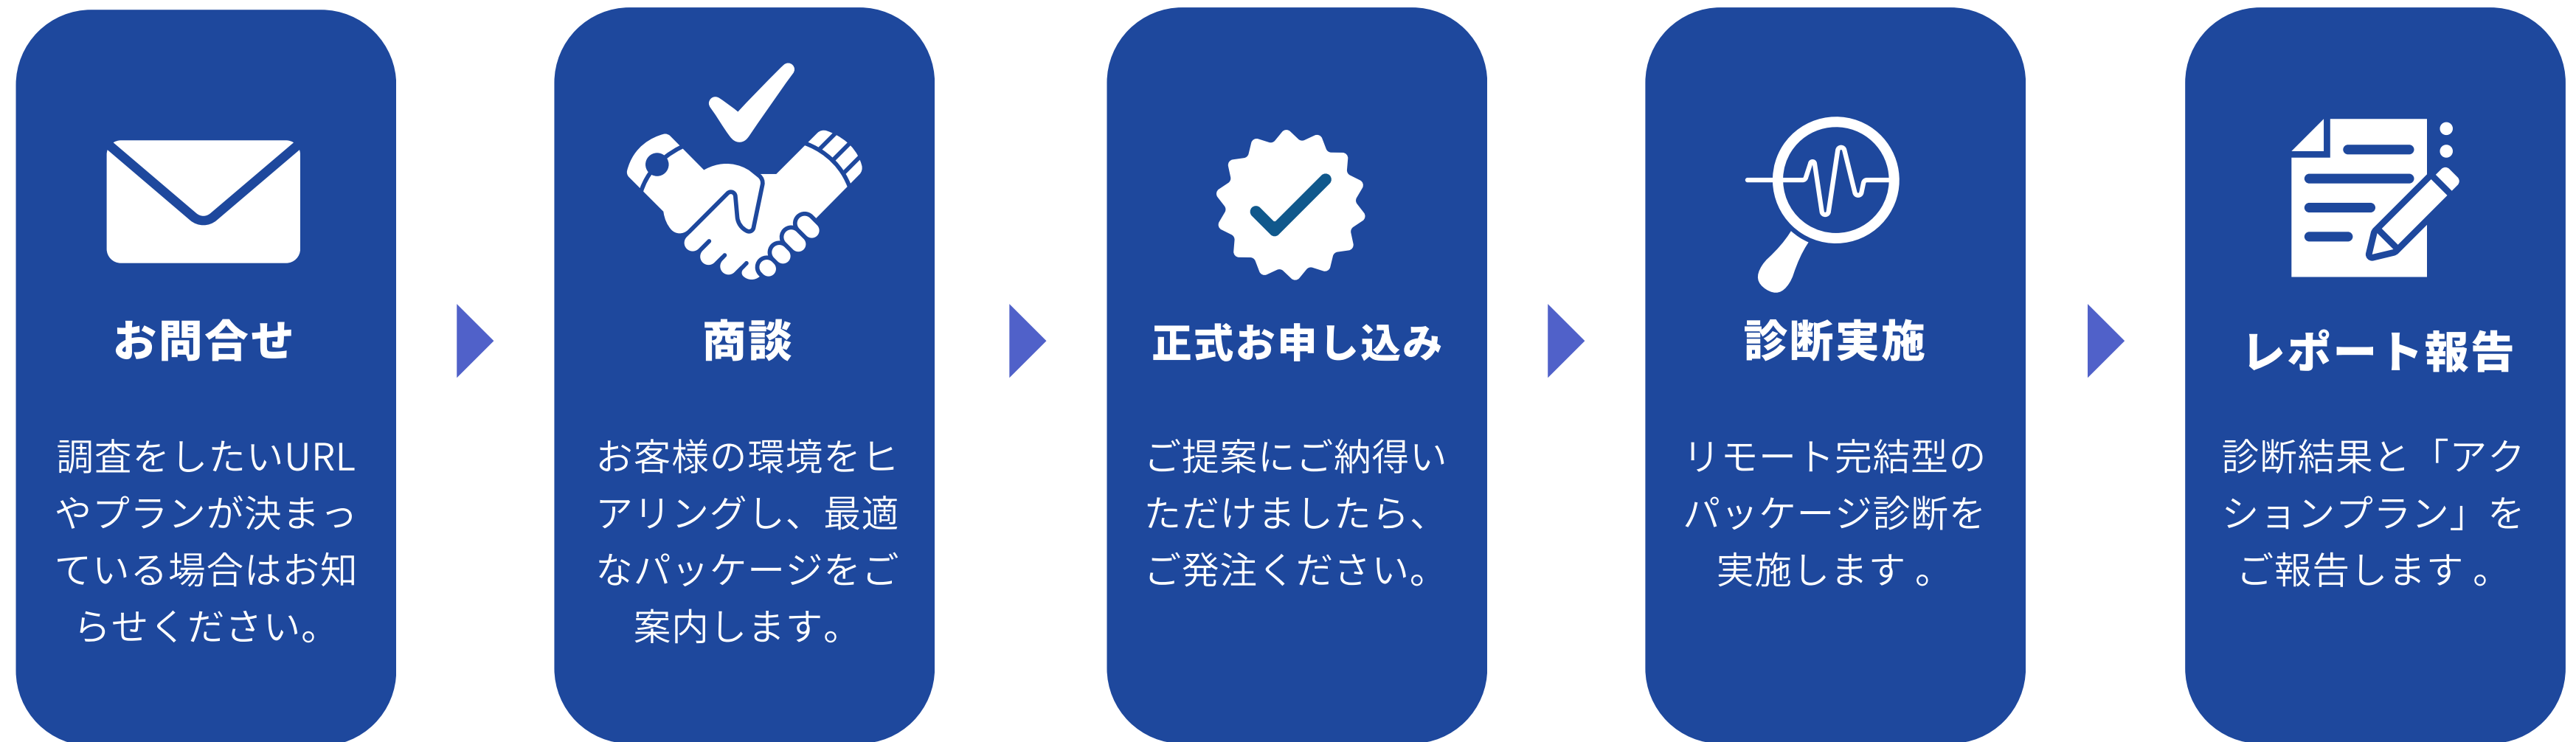 お問合せ
調査をしたいURL
やプランが決まっ
ている場合はお知
らせください。
商談
お客様の環境をヒ
アリングし、最適
なパッケージをご
案内します。
正式お申し込み
ご提案にご納得い
ただけましたら、
ご発注ください。
診断実施
リモート完結型の
パッケージ診断を
実施します 。
レポート報告
診断結果と「アク
ションプラン」を
ご報告します 。